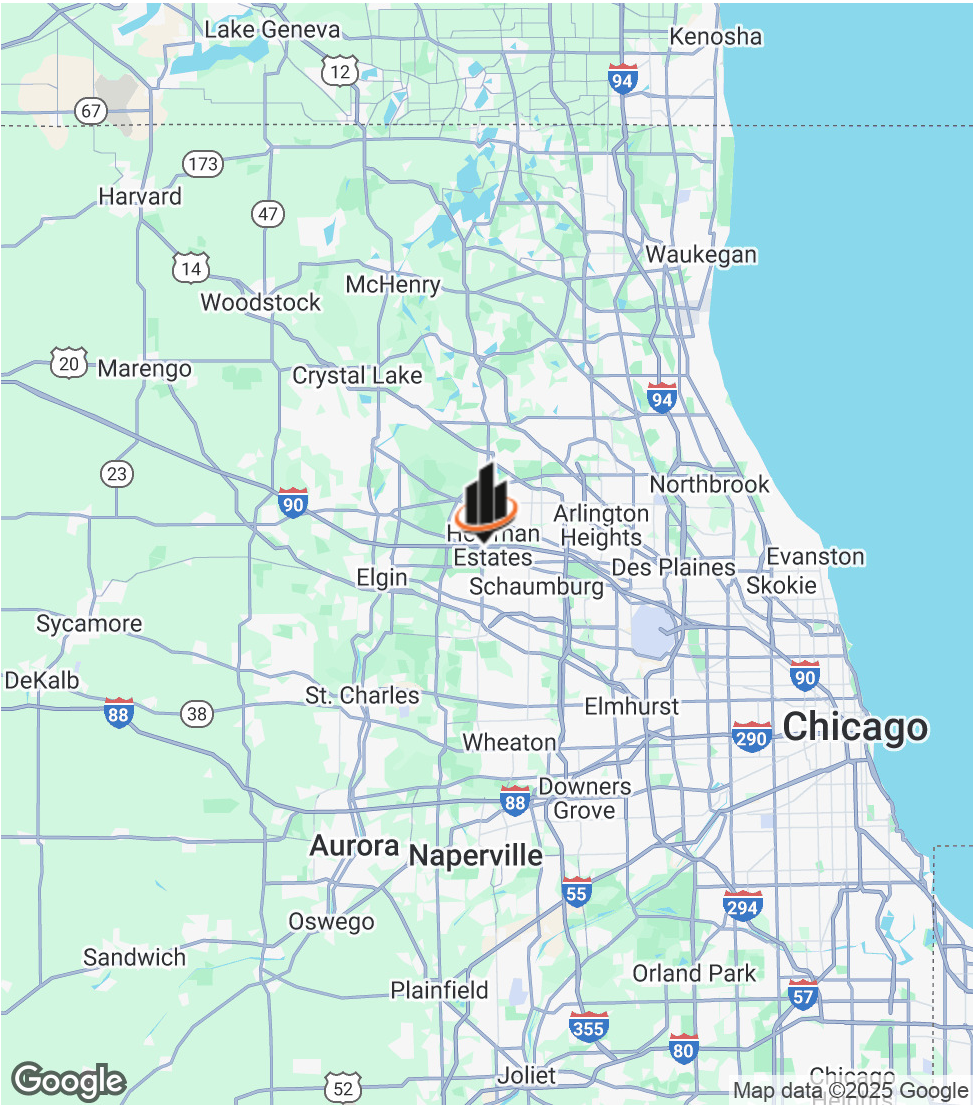 Lake Geneva
Kenosha
12
94
67
173
Harvard
47
Waukegan
14
McHenry
Woodstock
20
Marengo
Crystal Lake
94
23
Northbrook
90
Arlington
Heights
Estates
Evanston
Des Plaines
Elgin
Schaumburg
Skokie
Sycamore
DeKalb
90
St. Charles
Elmhurst
88
38
Chicago
290
Wheaton
Downers
Grove
88
Aurora
Naperville
55
294
Oswego
Sandwich
Orland Park
Plainfield
57
355
80
Joliet
Chicago
Google
52
Map data ©2025 Google